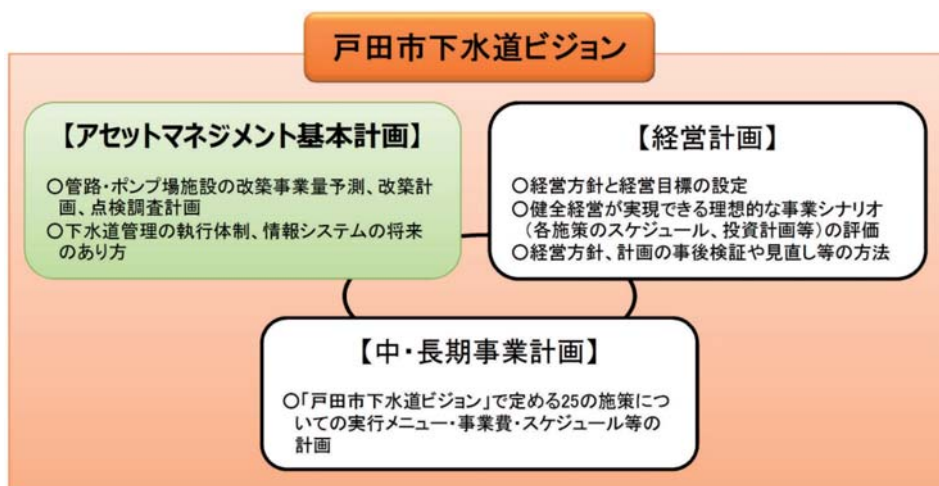 戸田市下水道ビジョン
【アセットマネジメント基本計画】
○管路・ポンプ場施設の改築事業量予測、改築計
画、点検調査計画
○下水道管理の執行体制、情報システムの将来
のあり方
【経営計画】
○経営方針と経営目標の設定
○健全経営が実現できる理想的な事業シナリオ
(各施策のスケジュール、投資計画等)の評価
○経営方針、計画の事後検証や見直し等の方法
【中・長期事業計画】
○「戸田市下水道ビジョン」で定める25の施策につ
いての実行メニュー・事業費・スケジュール等の
計画